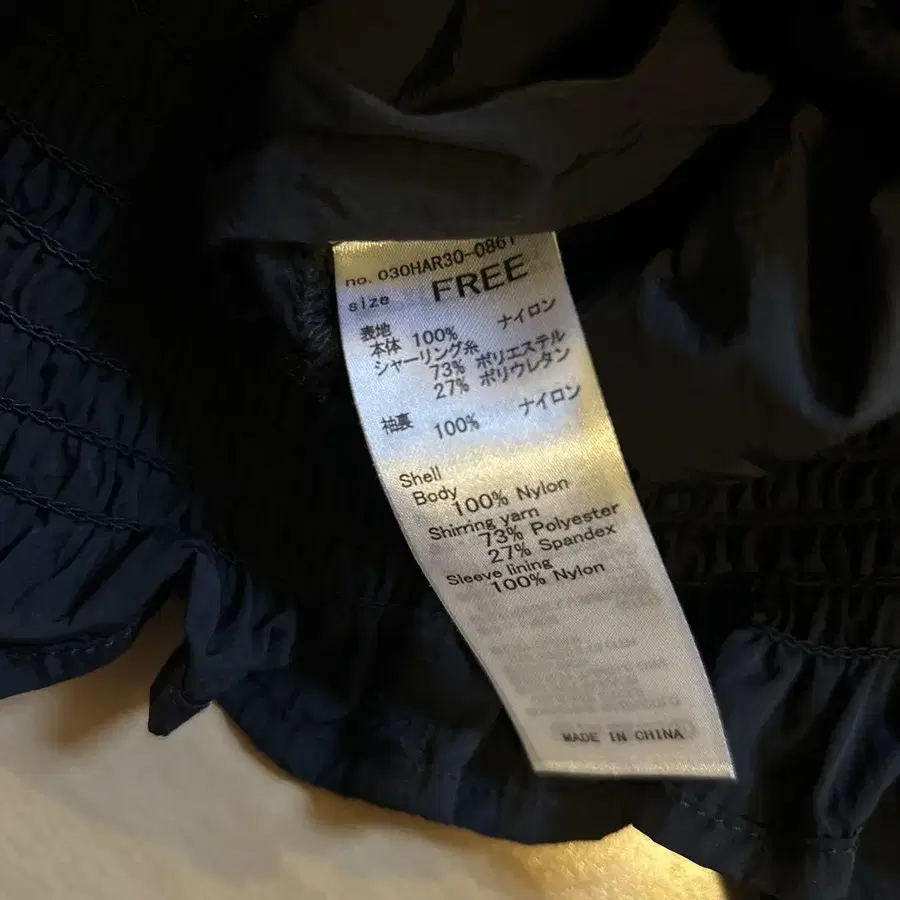 no. 030HAR30-0861
size FREE
表地
本体 100% ナイロン
シャーリング糸
73% ポリエステル
27% ポリウレタン
袖裏 100% ナイロン
Shell
Body
100% Nylon
Shirring yarn
73% Polyester
27% Spandex
Sleeve lining
100% Nylon
MADE IN CHINA